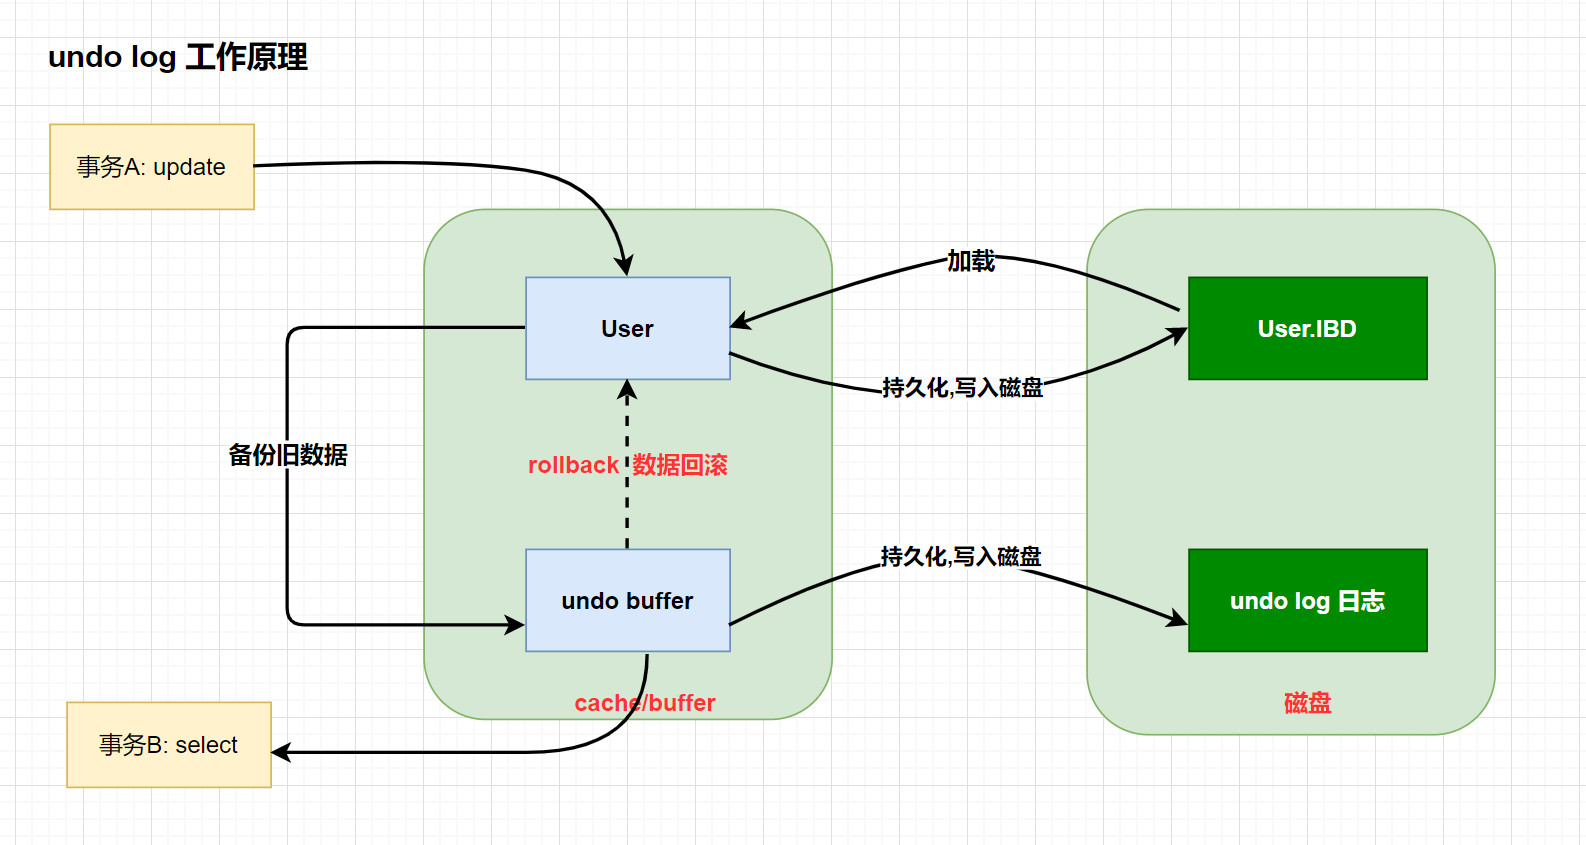 undo log 工作原理
事务A: update
加载
User
User.IBD
持久化,写入磁盘
备份旧数据
rollback 数据回滚
持久化,写入磁盘
undo buffer
undo log 日志
cache/buffer
磁盘
事务B: select